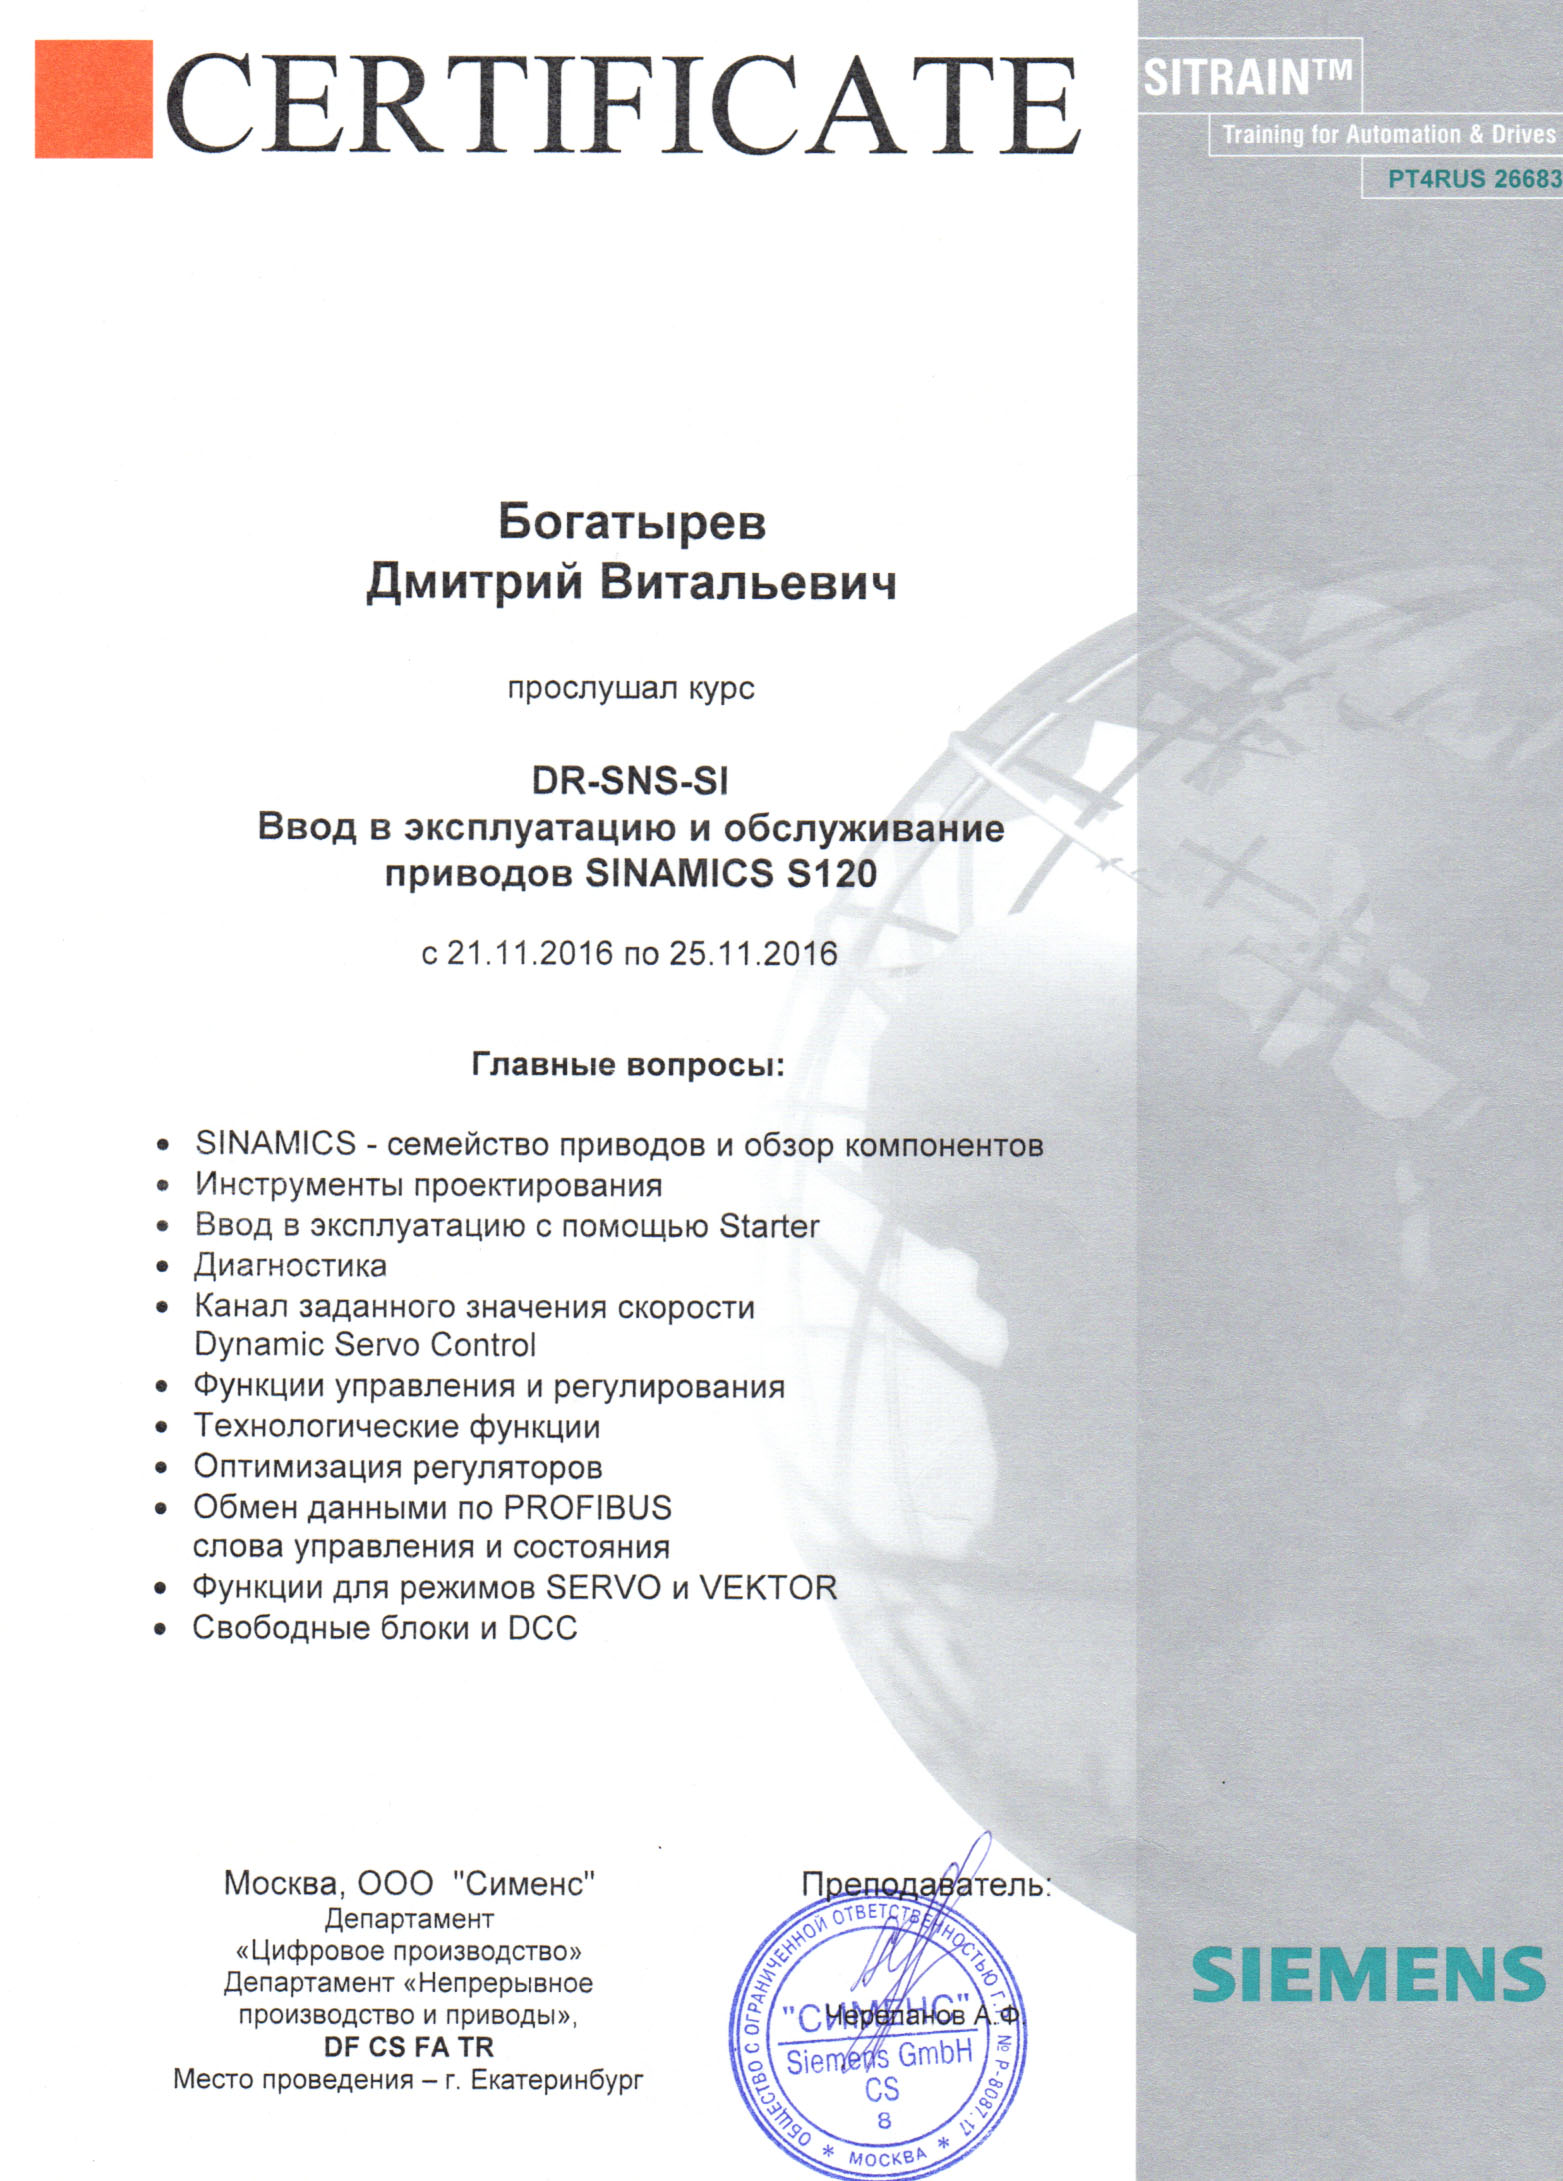 CERTIFICATE
SITRAIN™
Training for Automation & Drives
PT4RUS 26683
Богатырев
Дмитрий Витальевич
прослушал курс
DR-SNS-SI
Ввод в эксплуатацию и обслуживание
приводов SINAMICS S120
с 21.11.2016 по 25.11.2016
Главные вопросы:
• SINAMICS - семейство приводов и обзор компонентов
• Инструменты проектирования
• Ввод в эксплуатацию с помощью Starter
• Диагностика
• Канал заданного значения скорости
Dynamic Servo Control
• Функции управления и регулирования
• Технологические функции
• Оптимизация регуляторов
• Обмен данными по PROFIBUS
слова управления и состояния
• Функции для режимов SERVO и VEKTOR
• Свободные блоки и DCC
Москва, ООО "Сименс"
Департамент
«Цифровое производство»
Департамент «Непрерывное
производство и приводы»,
DF CS FA TR
Место проведения – г. Екатеринбург
Преподаватель:
Черепанов А.Ф.
ОБЩЕСТВО С ОГРАНИЧЕННОЙ ОТВЕТСТВЕННОСТЬЮ № Р-8087.17
"СИМЕНС"
Siemens GmbH
CS
8
* МОСКВА *
SIEMENS